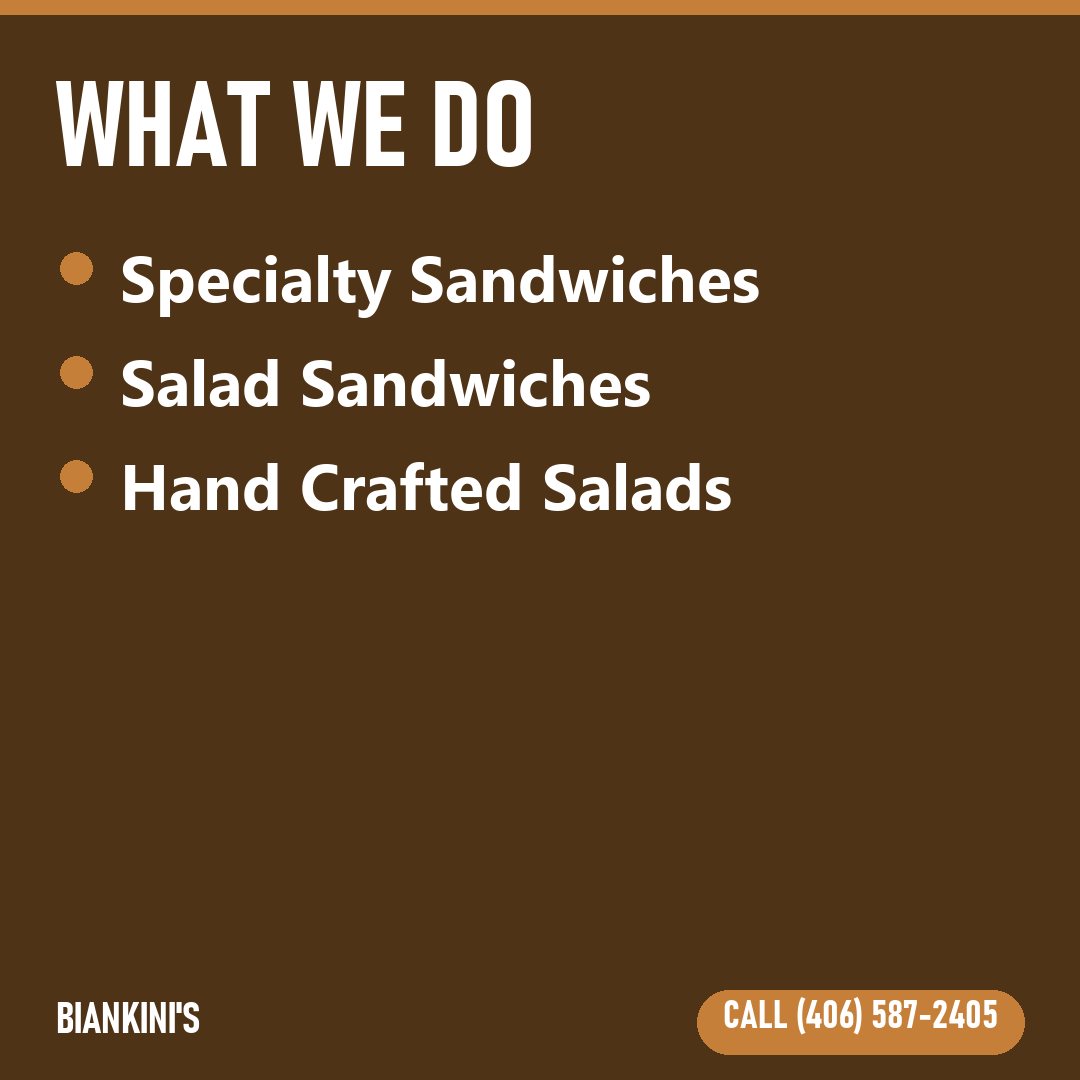 WHAT WE DO
Specialty Sandwiches
Salad Sandwiches
Hand Crafted Salads
BIANKINI'S
CALL (406) 587-2405